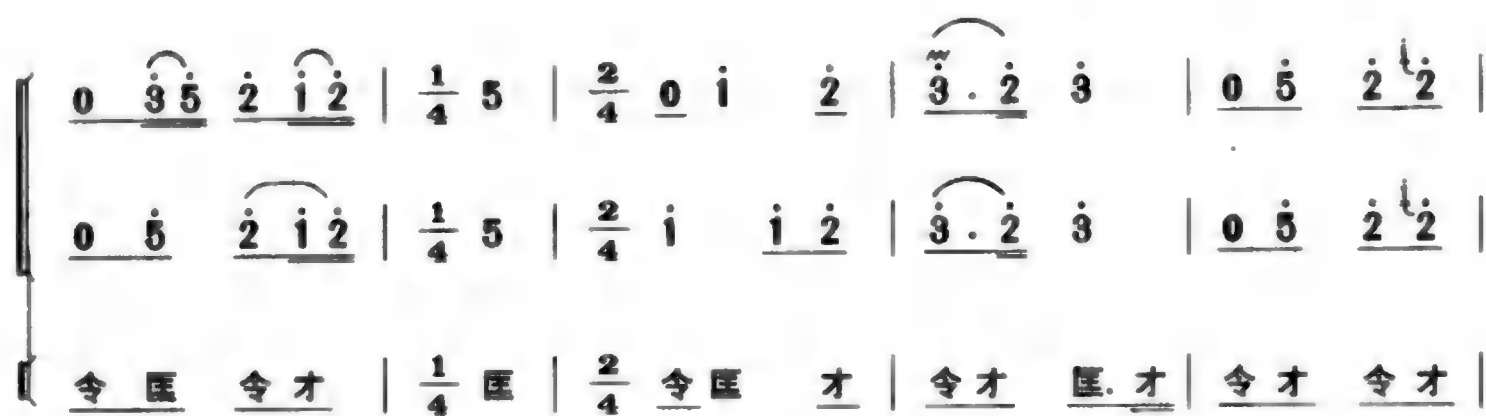 0 3̇ 5̇ 2̇ 1̇ 2̇ | 1/4 5 | 2/4 0 1̇ 2̇ | 3̇ . 2̇ 3̇ | 0 5̇ 2̇ 1̇ 2̇ |
0 5̇ 2̇ 1̇ 2̇ | 1/4 5 | 2/4 1̇ 1̇ 2̇ | 3̇ . 2̇ 3̇ | 0 5̇ 2̇ 1̇ 2̇ |
令 匡 令 才 | 1/4 匡 | 2/4 令 匡 才 | 令 才 匡. 才 | 令 才 令 才 |